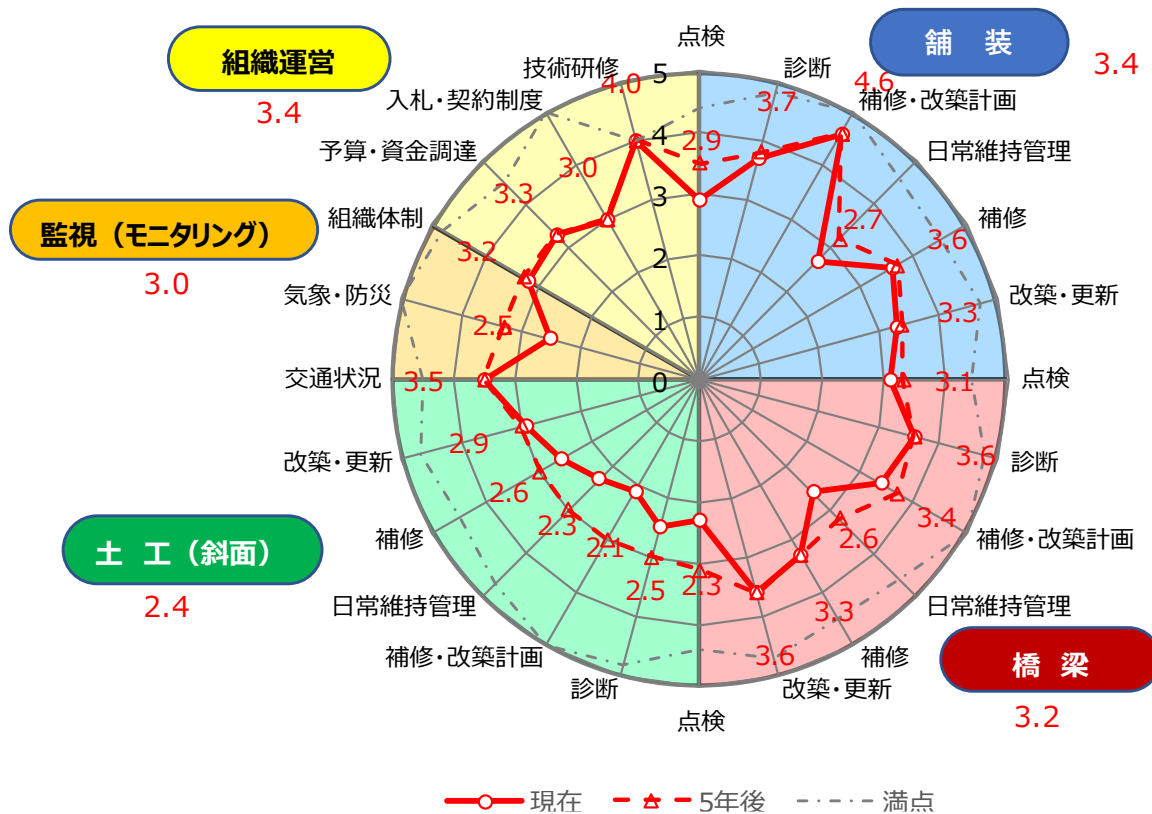 組織運営
3.4
監視（モニタリング）
3.0
土 工（斜面）
2.4
舗 装
3.4
橋 梁
3.2
点検
診断
補修・改築計画
日常維持管理
補修
改築・更新
点検
診断
補修・改築計画
日常維持管理
補修
改築・更新
点検
診断
補修・改築計画
日常維持管理
補修
改築・更新
交通状況
気象・防災
組織体制
予算・資金調達
入札・契約制度
技術研修
5
4
3
2
1
0
2.9
3.7
4.6
2.7
3.6
3.3
3.1
3.6
3.4
2.6
3.3
3.6
2.3
2.5
2.1
2.3
2.6
2.9
3.5
2.5
3.2
3.3
3.0
4.0
現在
5年後
満点